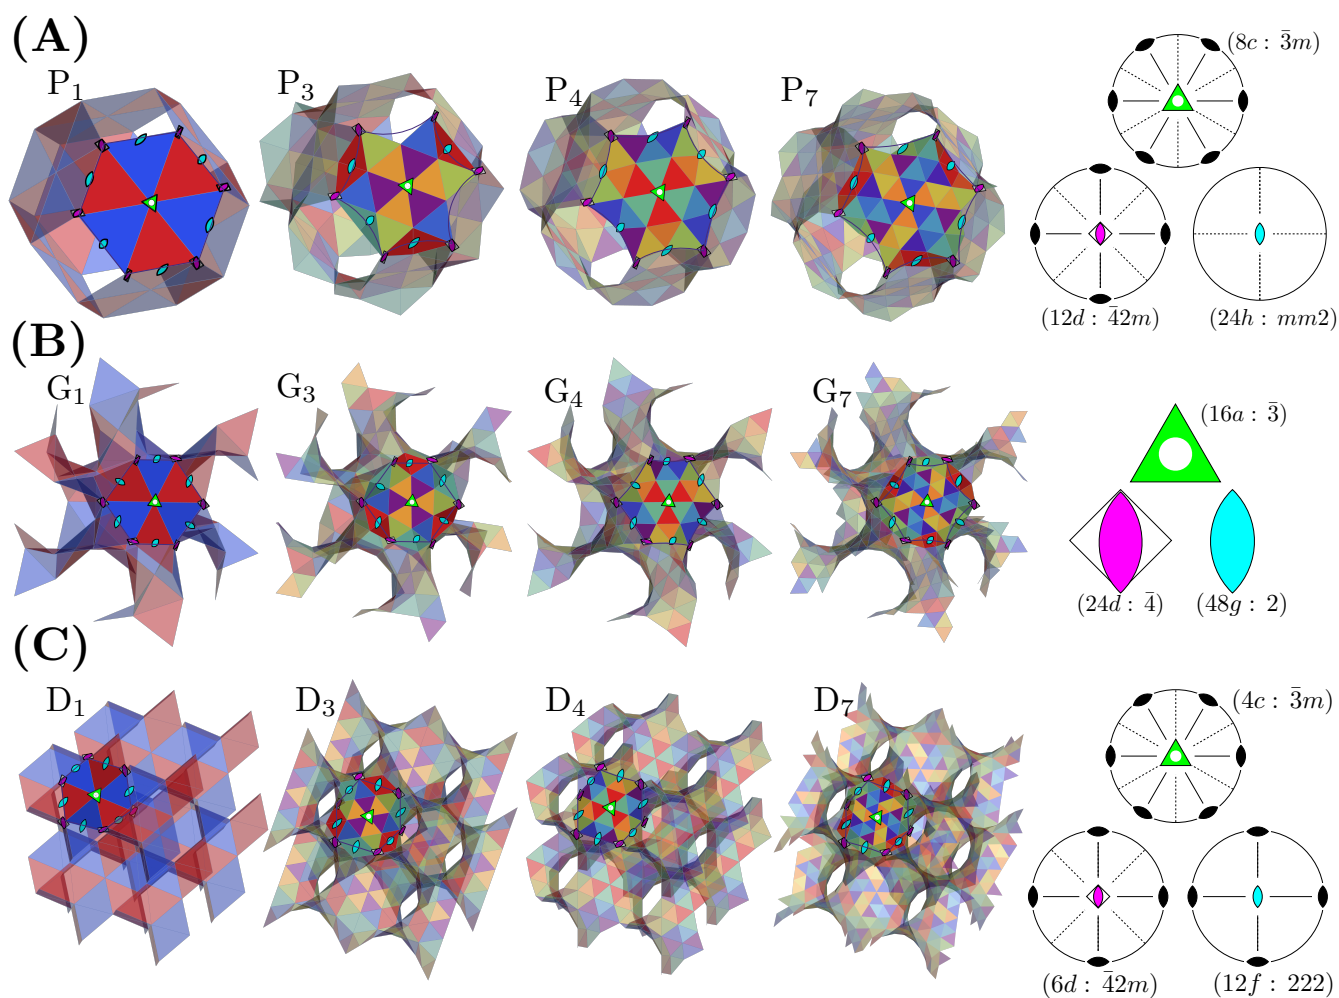 (A)
P₁
P₃
P₄
P₇
(8c : 3̄m)
(12d : 4̄2m)
(24h : mm2)
(B)
G₁
G₃
G₄
G₇
(16a : 3̄)
(24d : 4̄)
(48g : 2)
(C)
D₁
D₃
D₄
D₇
(4c : 3̄m)
(6d : 4̄2m)
(12f : 222)